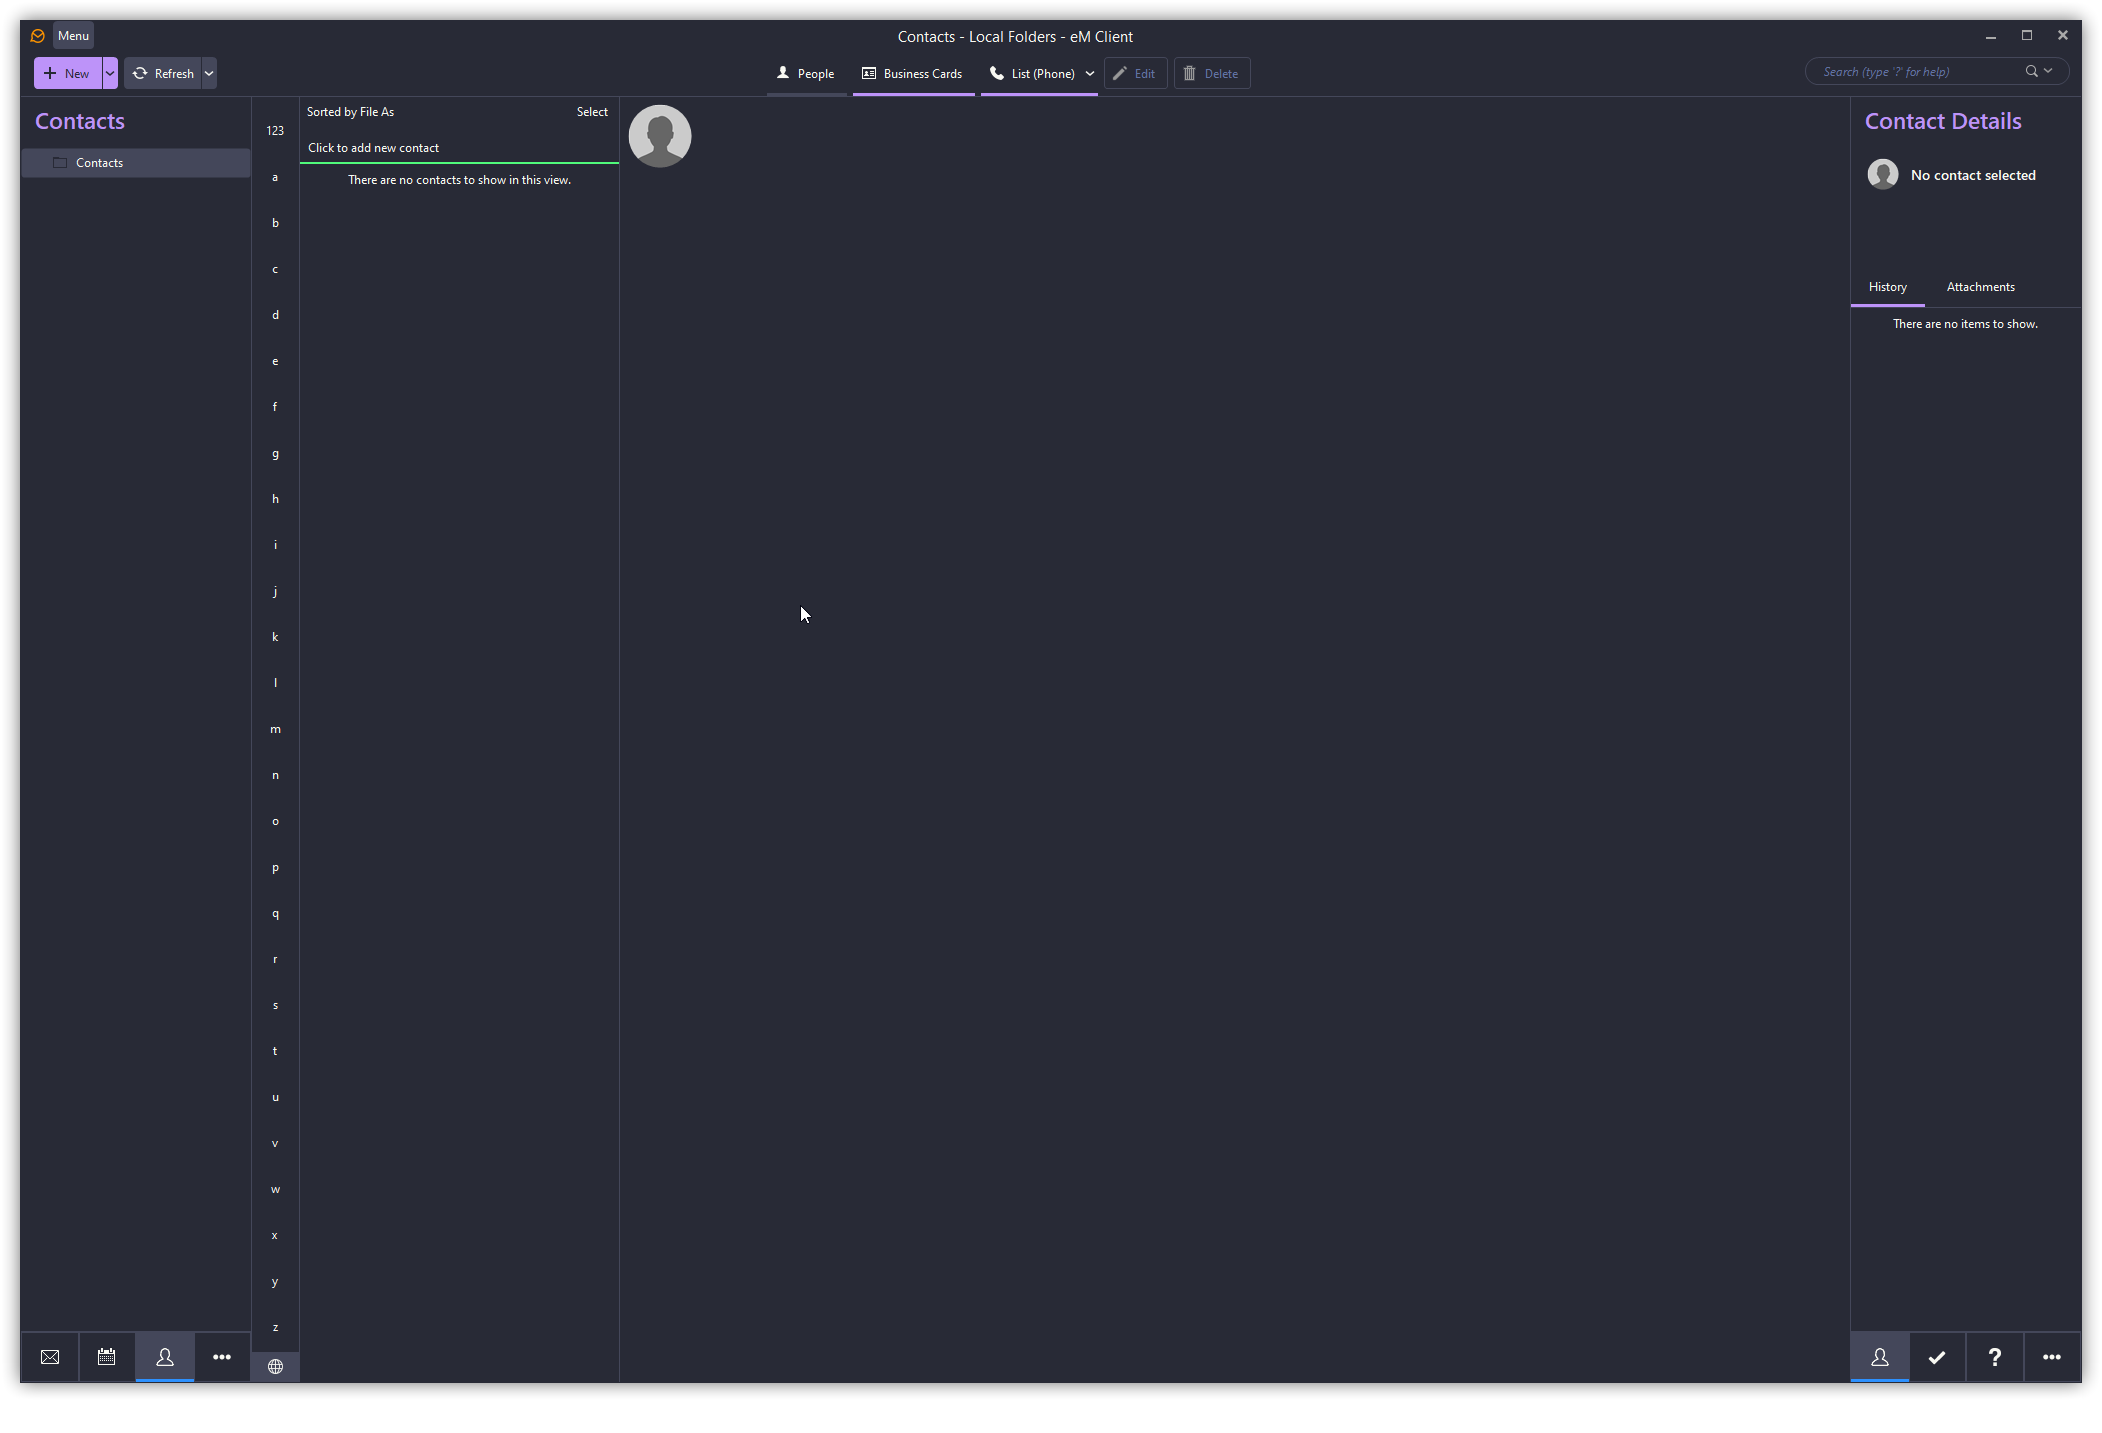 Menu
Contacts - Local Folders - eM Client
New
Refresh
People
Business Cards
List (Phone)
Edit
Delete
Search (type '?' for help)
Contacts
Contacts
123
a
b
c
d
e
f
g
h
i
j
k
l
m
n
o
p
q
r
s
t
u
v
w
x
y
z
Sorted by File As
Select
Click to add new contact
There are no contacts to show in this view.
Contact Details
No contact selected
History
Attachments
There are no items to show.